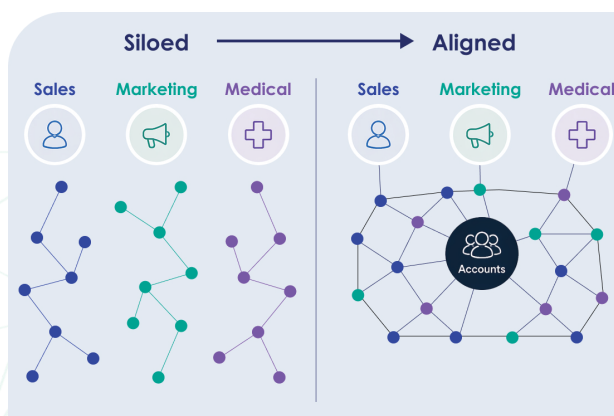 Siloed
Aligned
Sales
Marketing
Medical
Sales
Marketing
Medical
Accounts